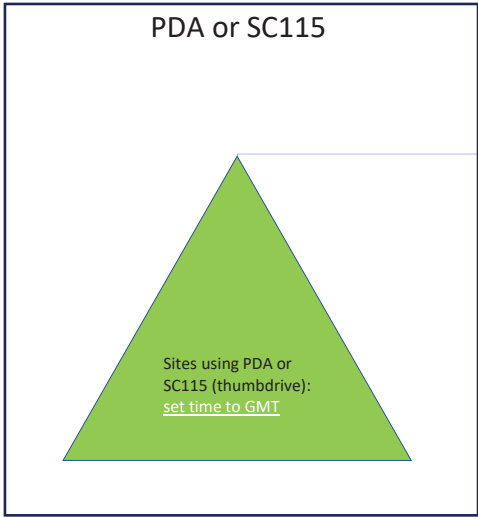 PDA or SC115
Sites using PDA or
SC115 (thumbdrive):
set time to GMT